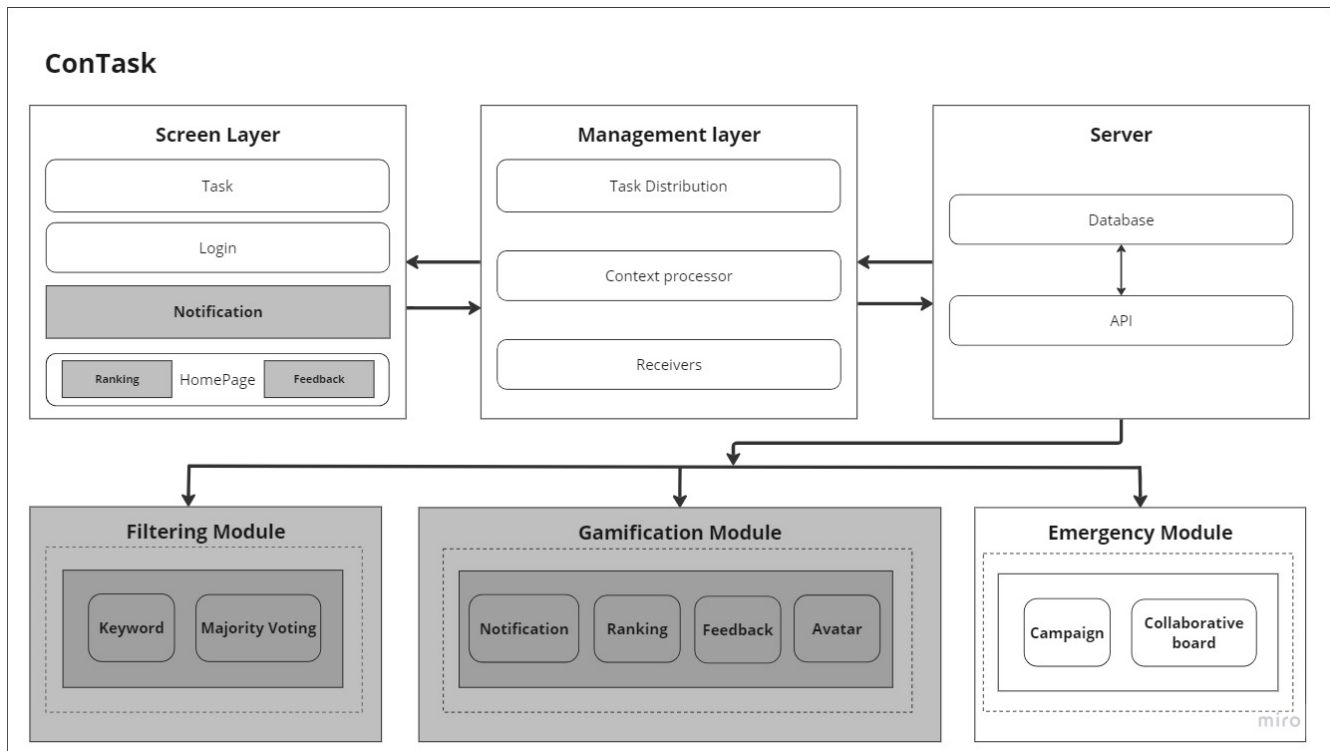 ConTask
Screen Layer
Task
Login
Notification
Ranking
HomePage
Feedback
Management layer
Task Distribution
Context processor
Receivers
Server
Database
API
Filtering Module
Keyword
Majority Voting
Gamification Module
Notification
Ranking
Feedback
Avatar
Emergency Module
Campaign
Collaborative
board
miro